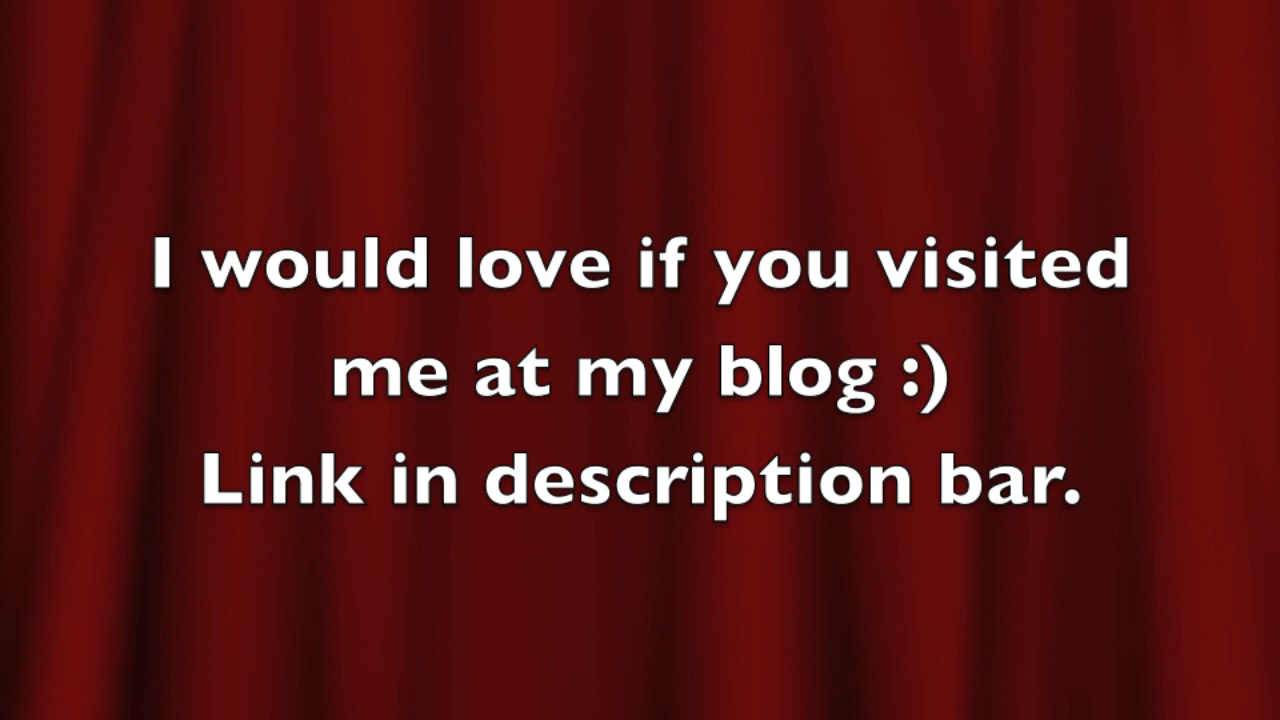 I would love if you visited
me at my blog :)
Link in description bar.